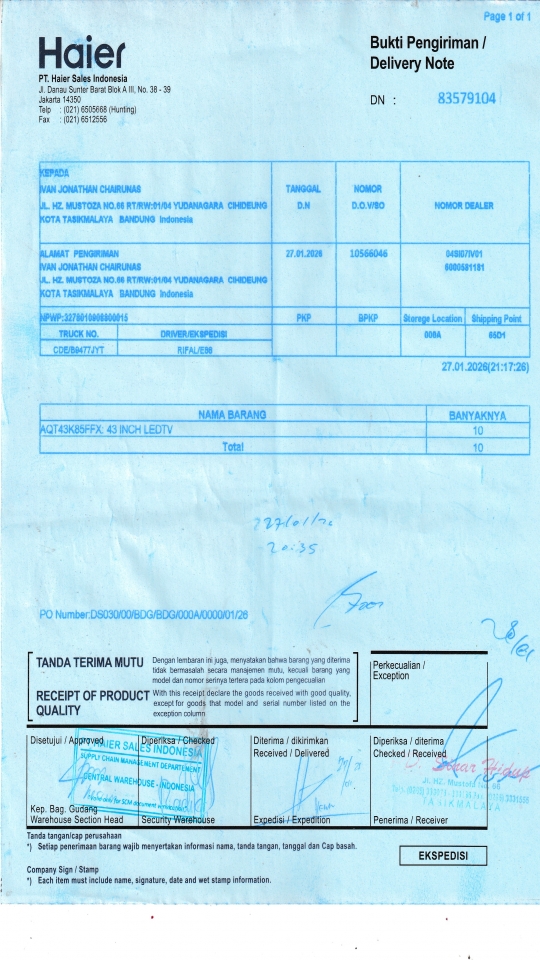 Page 1 of 1
Haier
Bukti Pengiriman /
Delivery Note
PT. Haier Sales Indonesia
Jl. Danau Sunter Barat Blok A III, No. 38 - 39
Jakarta 14350
Telp : (021) 6505668 (Hunting)
Fax : (021) 6512556
DN : 83579104
KEPADA
IVAN JONATHAN CHAIRUNAS
JL. HZ. MUSTOZA NO.66 RT/RW:01/04 YUDANAGARA CIHIDEUNG
KOTA TASIKMALAYA BANDUNG Indonesia
TANGGAL D.N
NOMOR D.O.V/SO
NOMOR DEALER
ALAMAT PENGIRIMAN
IVAN JONATHAN CHAIRUNAS
JL. HZ. MUSTOZA NO.66 RT/RW:01/04 YUDANAGARA CIHIDEUNG
KOTA TASIKMALAYA BANDUNG Indonesia
27.01.2026
10566046
PKP
BPKP
Storage Location
Shipping Point
TRUCK NO.
DRIVER/EKSPEDISI
000A
65D1
CDE/B9477JYT
27.01.2026(21:17:26)
NAMA BARANG
BANYAKNYA
AQT43K85FFX: 43 INCH LEDTV
10
Total
10
20:35
PO Number:DS030/00/BDG/BDG/000A/0000/01/26
TANDA TERIMA MUTU
Dengan lembaran ini juga, menyatakan bahwa barang yang diterima
tidak bermasalah secara manajemen mutu, kecuali barang yang
model dan nomor serinya tertera pada kolom pengecualian
RECEIPT OF PRODUCT
QUALITY
With this receipt declare the goods received with good quality,
except for goods that model and serial number listed on the
exception column
Perkecualian /
Exception
Disetujui / Approved
Diperiksa / Checked
Diterima / dikirimkan
Received / Delivered
Diperiksa / diterima
Checked / Received
HAIER SALES INDONESIA
SUPPLY CHAIN MANAGEMENT DEPARTEMENT
CENTRAL WAREHOUSE - INDONESIA
Jl. HZ. Mustofa No. 66
TASIKMALAYA
Kep. Bag. Gudang
Warehouse Section Head
Security Warehouse
Expedisi / Expedition
Penerima / Receiver
Tanda tangan/cap perusahaan
*) Setiap penerimaan barang wajib menyertakan informasi nama, tanda tangan, tanggal dan Cap basah.
EKSPEDISI
Company Sign / Stamp
*) Each item must include name, signature, date and wet stamp information.